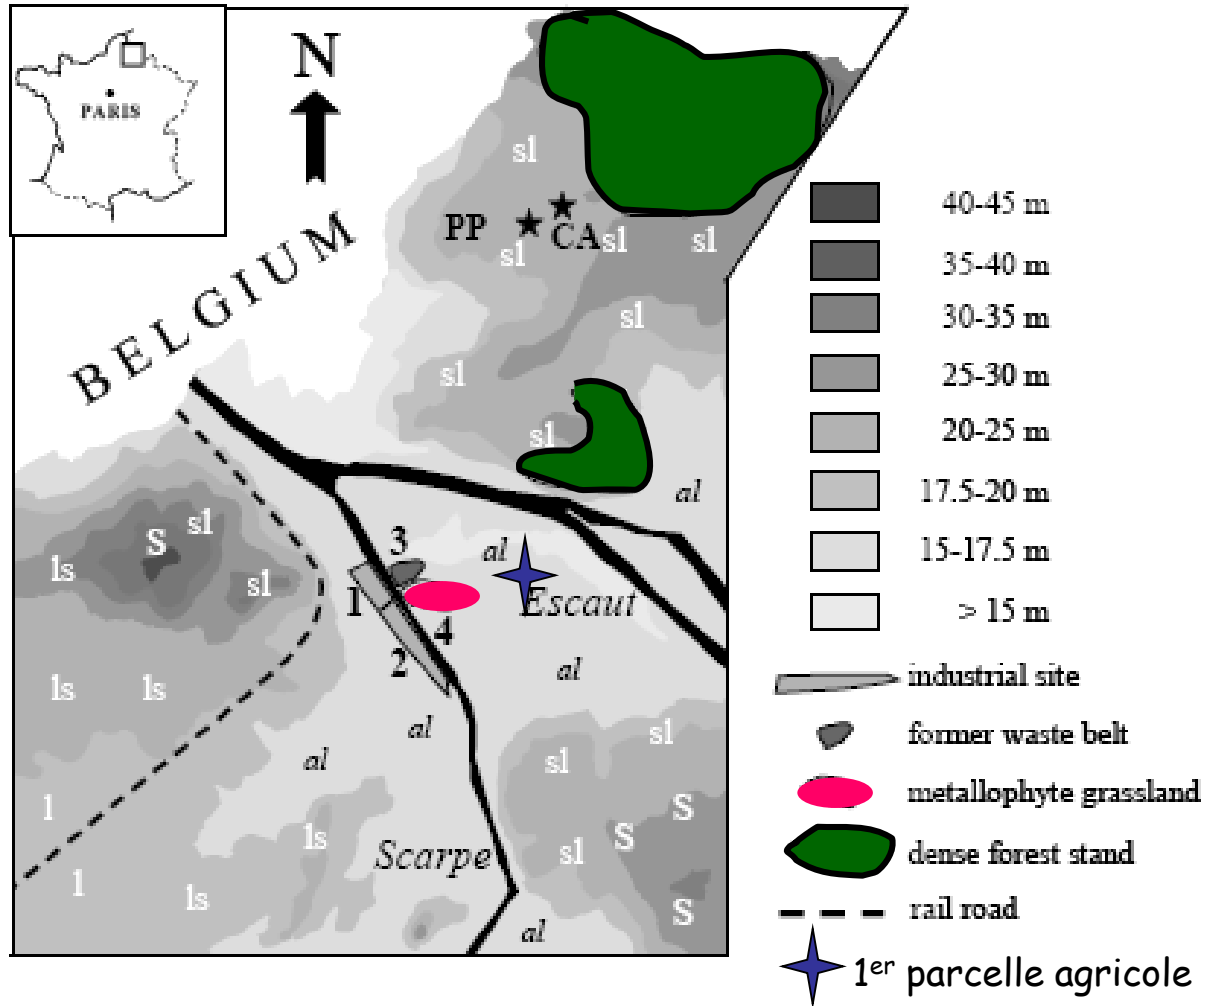 PARIS
N
BELGIUM
sl
PP
CA
sl
sl
sl
sl
sl
sl
al
S
sl
ls
sl
3
al
1
Escaut
4
2
al
ls
ls
al
al
sl
sl
l
ls
S
S
Scarpe
sl
l
ls
S
al
40-45 m
35-40 m
30-35 m
25-30 m
20-25 m
17.5-20 m
15-17.5 m
> 15 m
industrial site
former waste belt
metallophyte grassland
dense forest stand
rail road
1er parcelle agricole